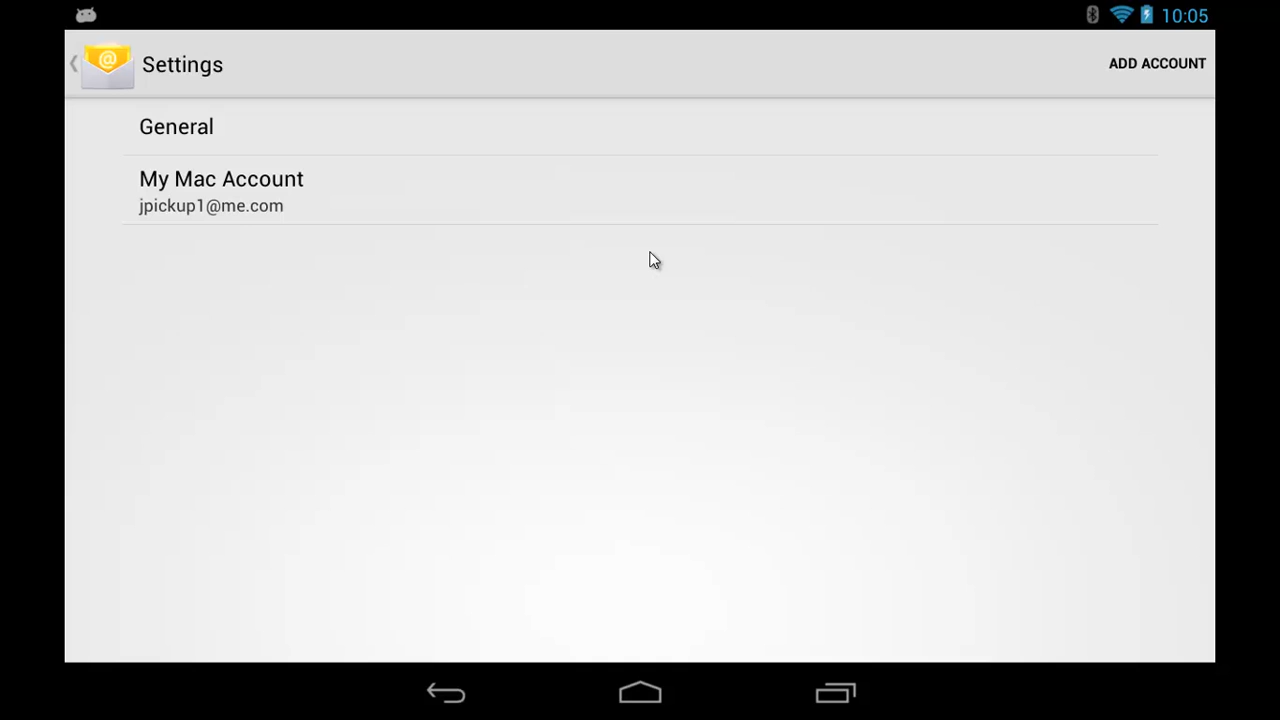 10:05
Settings
ADD ACCOUNT
General
My Mac Account
jpickup1@me.com